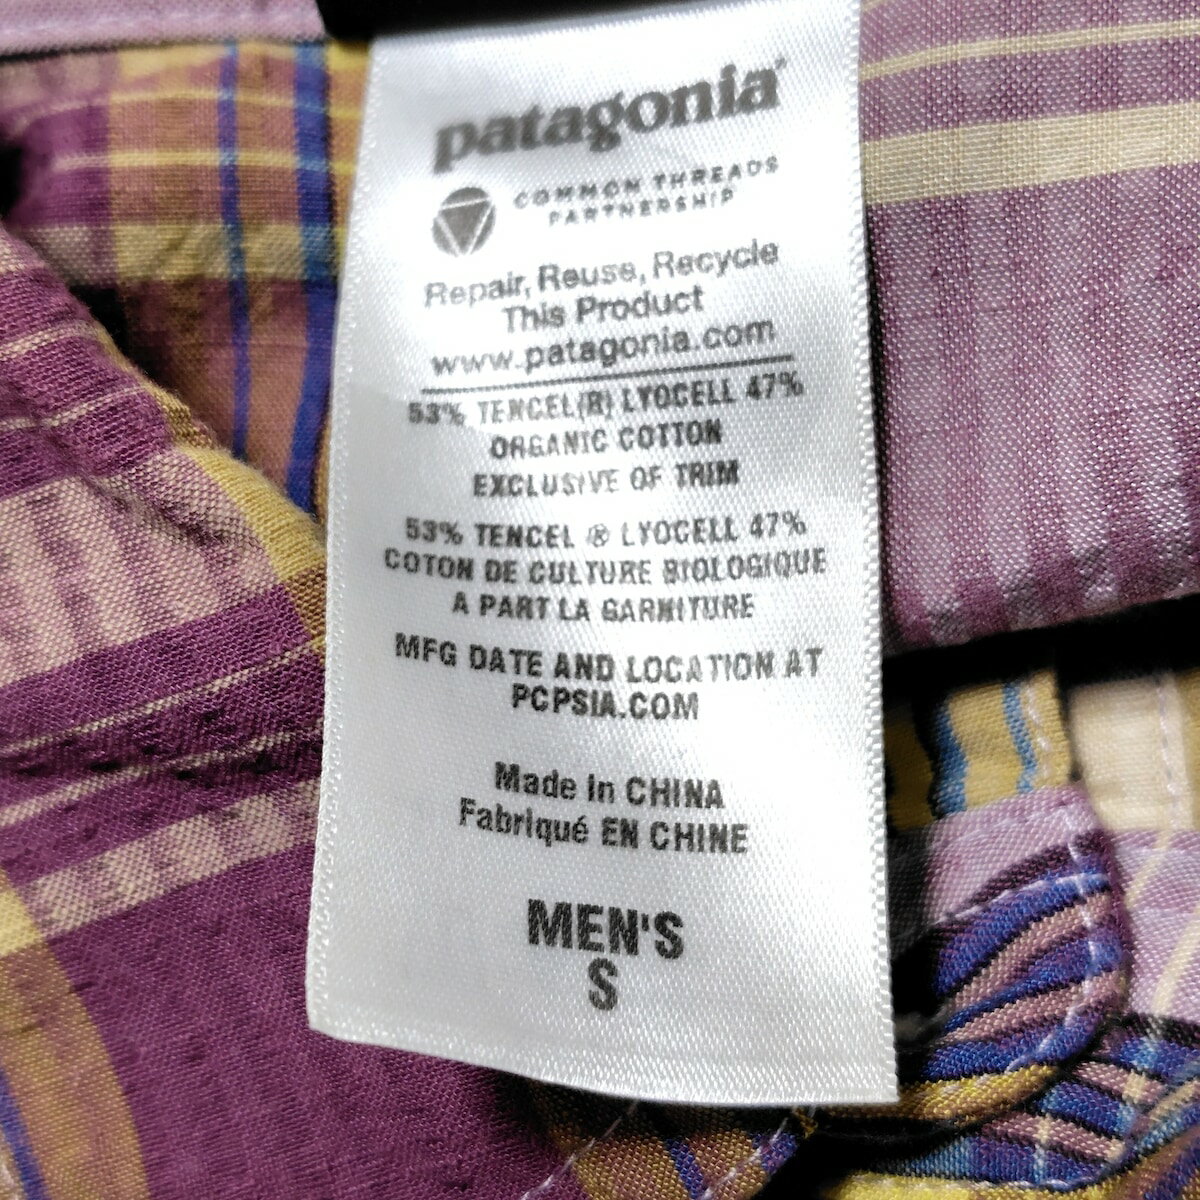 patagonia®
COMMON THREADS
PARTNERSHIP
Repair, Reuse, Recycle
This Product
www.patagonia.com
53% TENCEL(R) LYOCELL 47%
ORGANIC COTTON
EXCLUSIVE OF TRIM
53% TENCEL ® LYOCELL 47%
COTON DE CULTURE BIOLOGIQUE
A PART LA GARNITURE
MFG DATE AND LOCATION AT
PCPSIA.COM
Made In CHINA
Fabriqué EN CHINE
MEN'S
S